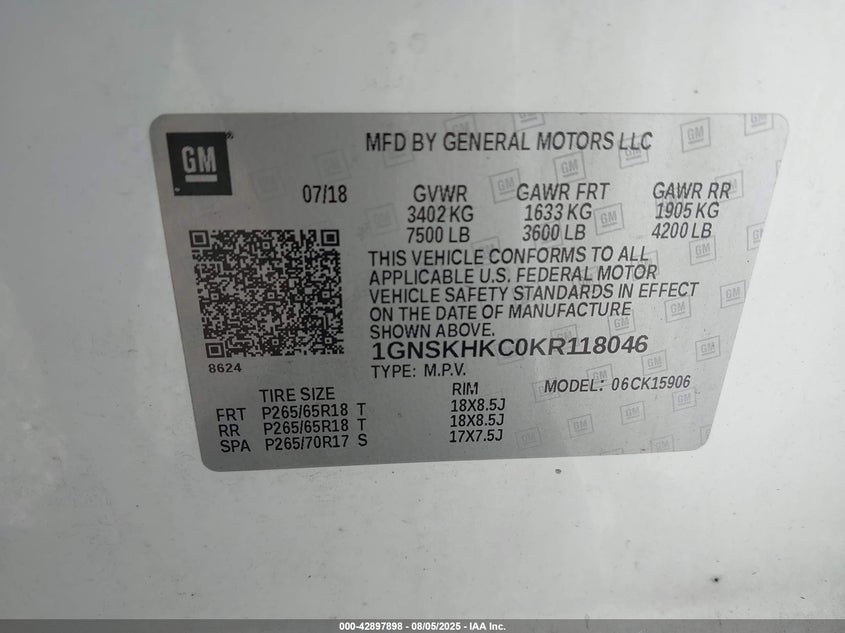 GM
MFD BY GENERAL MOTORS LLC
07/18 GVWR GAWR FRT GAWR RR
3402 KG 1633 KG 1905 KG
7500 LB 3600 LB 4200 LB
THIS VEHICLE CONFORMS TO ALL
APPLICABLE U.S. FEDERAL MOTOR
VEHICLE SAFETY STANDARDS IN EFFECT
ON THE DATE OF MANUFACTURE
SHOWN ABOVE.
8624
1GNSKHKC0KR118046
TYPE: M.P.V.
MODEL: 06CK15906
TIRE SIZE RIM
FRT P265/65R18 T 18X8.5J
RR P265/65R18 T 18X8.5J
SPA P265/70R17 S 17X7.5J
000-42897898 - 08/05/2025 - IAA Inc.